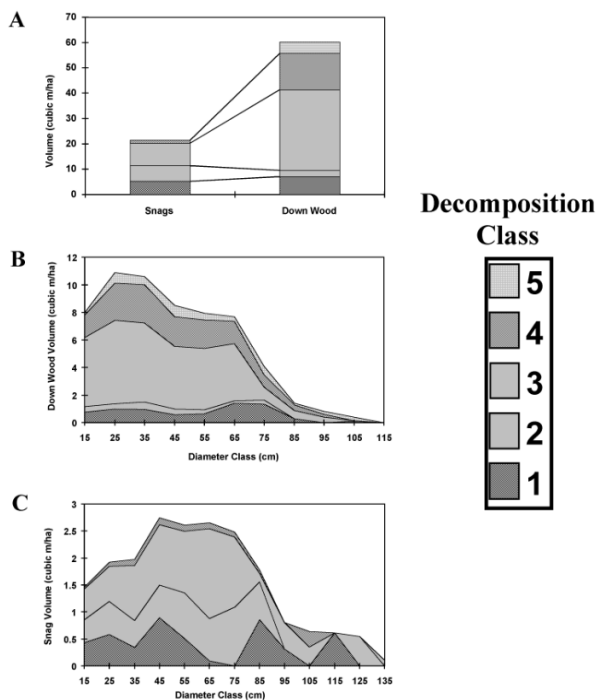 A
70
60
50
40
30
20
10
0
Volume (cubic m/ha)
Snags
Down Wood
Decomposition
Class
5
4
3
2
1
B
12
10
8
6
4
2
0
Down Wood Volume (cubic m/ha)
15 25 35 45 55 65 75 85 95 105 115
Diameter Class (cm)
C
3
2.5
2
1.5
1
0.5
0
Snag Volume (cubic m/ha)
15 25 35 45 55 65 75 85 95 105 115 125 135
Diameter Class (cm)